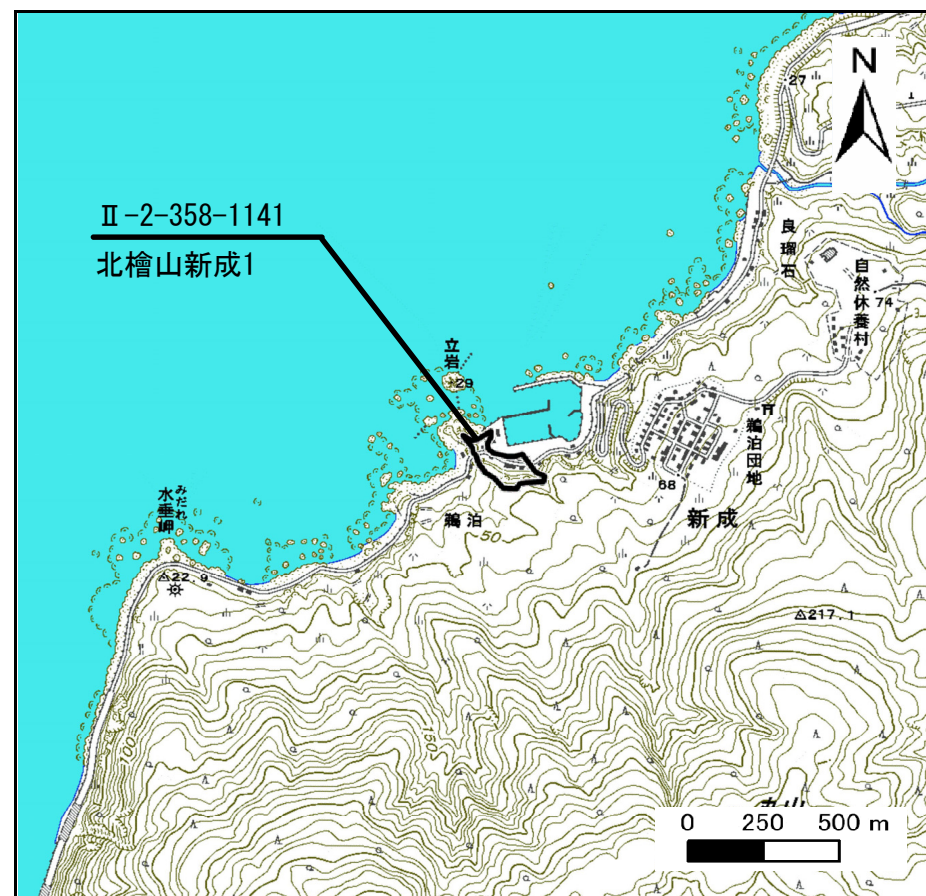 N
27
Ⅱ-2-358-1141
北檜山新成1
良瑠石
自然休養村
74
立岩
29
鵜泊団地
68
新成
みだれ
水垂岬
鵜泊
50
22.9
217.1
100
150
0 250 500 m